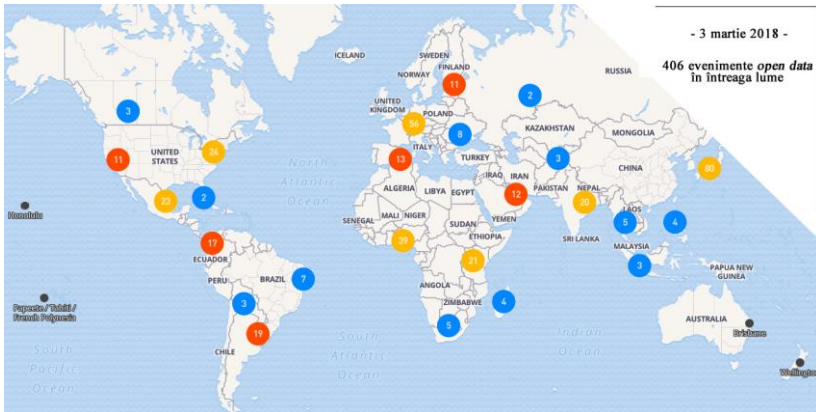 - 3 martie 2018 -
406 evenimente open data
în întreaga lume
ICELAND
SWEDEN
FINLAND
NORWAY
RUSSIA
11
2
3
UNITED
KINGDOM
56
POLAND
8
KAZAKHSTAN
MONGOLIA
11
UNITED
STATES
24
North
Atlantic
Ocean
13
ITALY
TURKEY
3
CHINA
80
ALGERIA
LIBYA
EGYPT
IRAQ
IRAN
PAKISTAN
NEPAL
23
2
12
20
LAOS
Honolulu
SENEGAL
MALI
NIGER
SUDAN
YEMEN
5
4
17
39
ETHIOPIA
SRI LANKA
MALAYSIA
ECUADOR
21
3
PAPUA NEW
GUINEA
PERU
BRAZIL
7
ANGOLA
Papeete / Tahiti /
French Polynesia
3
ZIMBABWE
4
19
5
AUSTRALIA
Brisbane
CHILE
South
Pacific
Ocean
South
Atlantic
Ocean
Indian
Ocean
Wellington